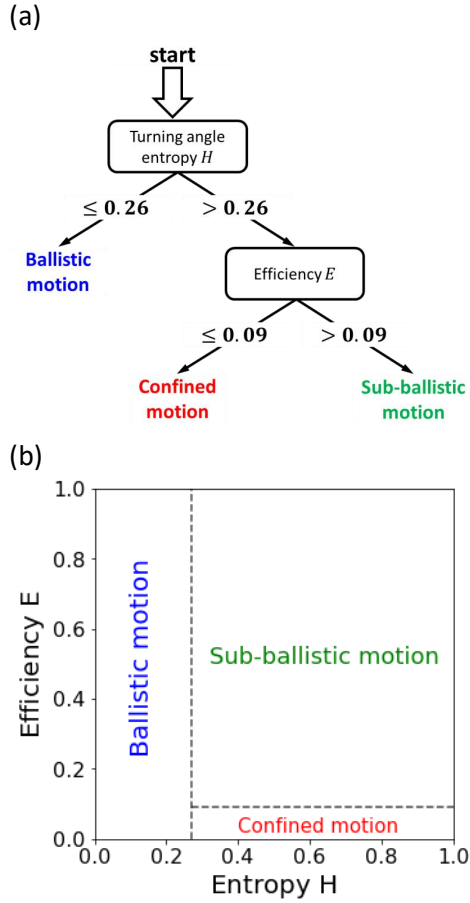 (a)
start
Turning angle
entropy H
≤ 0.26
> 0.26
Ballistic
motion
Efficiency E
≤ 0.09
> 0.09
Confined
motion
Sub-ballistic
motion
(b)
1.0
0.8
0.6
0.4
0.2
0.0
Efficiency E
Ballistic motion
Sub-ballistic motion
Confined motion
0.0
0.2
0.4
0.6
0.8
1.0
Entropy H